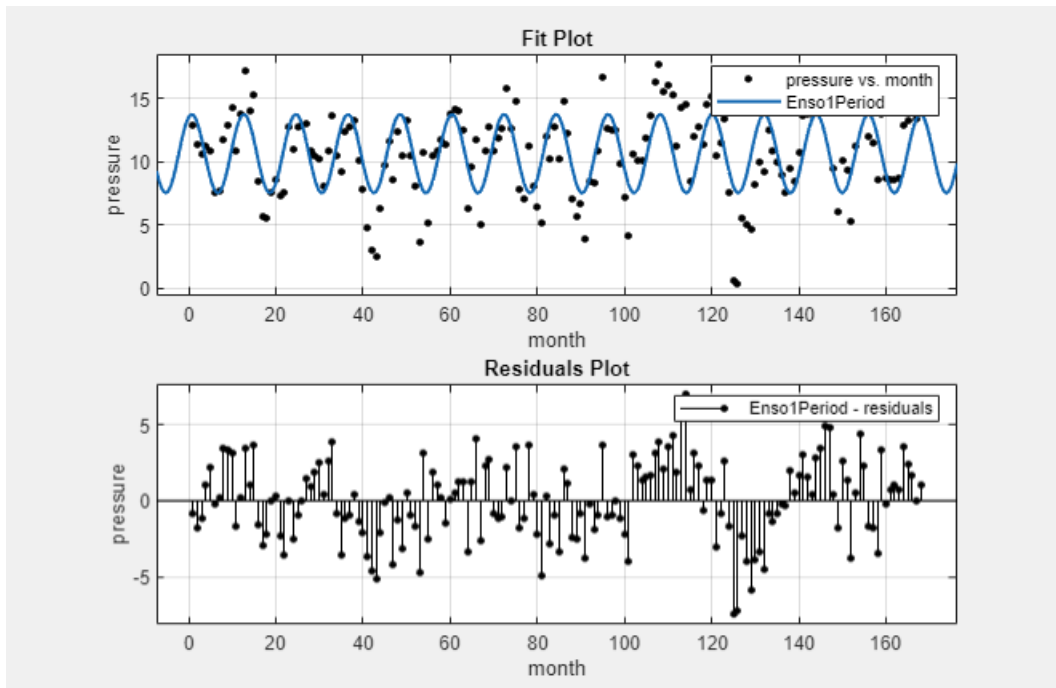 Fit Plot
pressure vs. month
Enso1Period
15
10
5
0
pressure
0 20 40 60 80 100 120 140 160
month
Residuals Plot
Enso1Period - residuals
5
0
-5
pressure
0 20 40 60 80 100 120 140 160
month